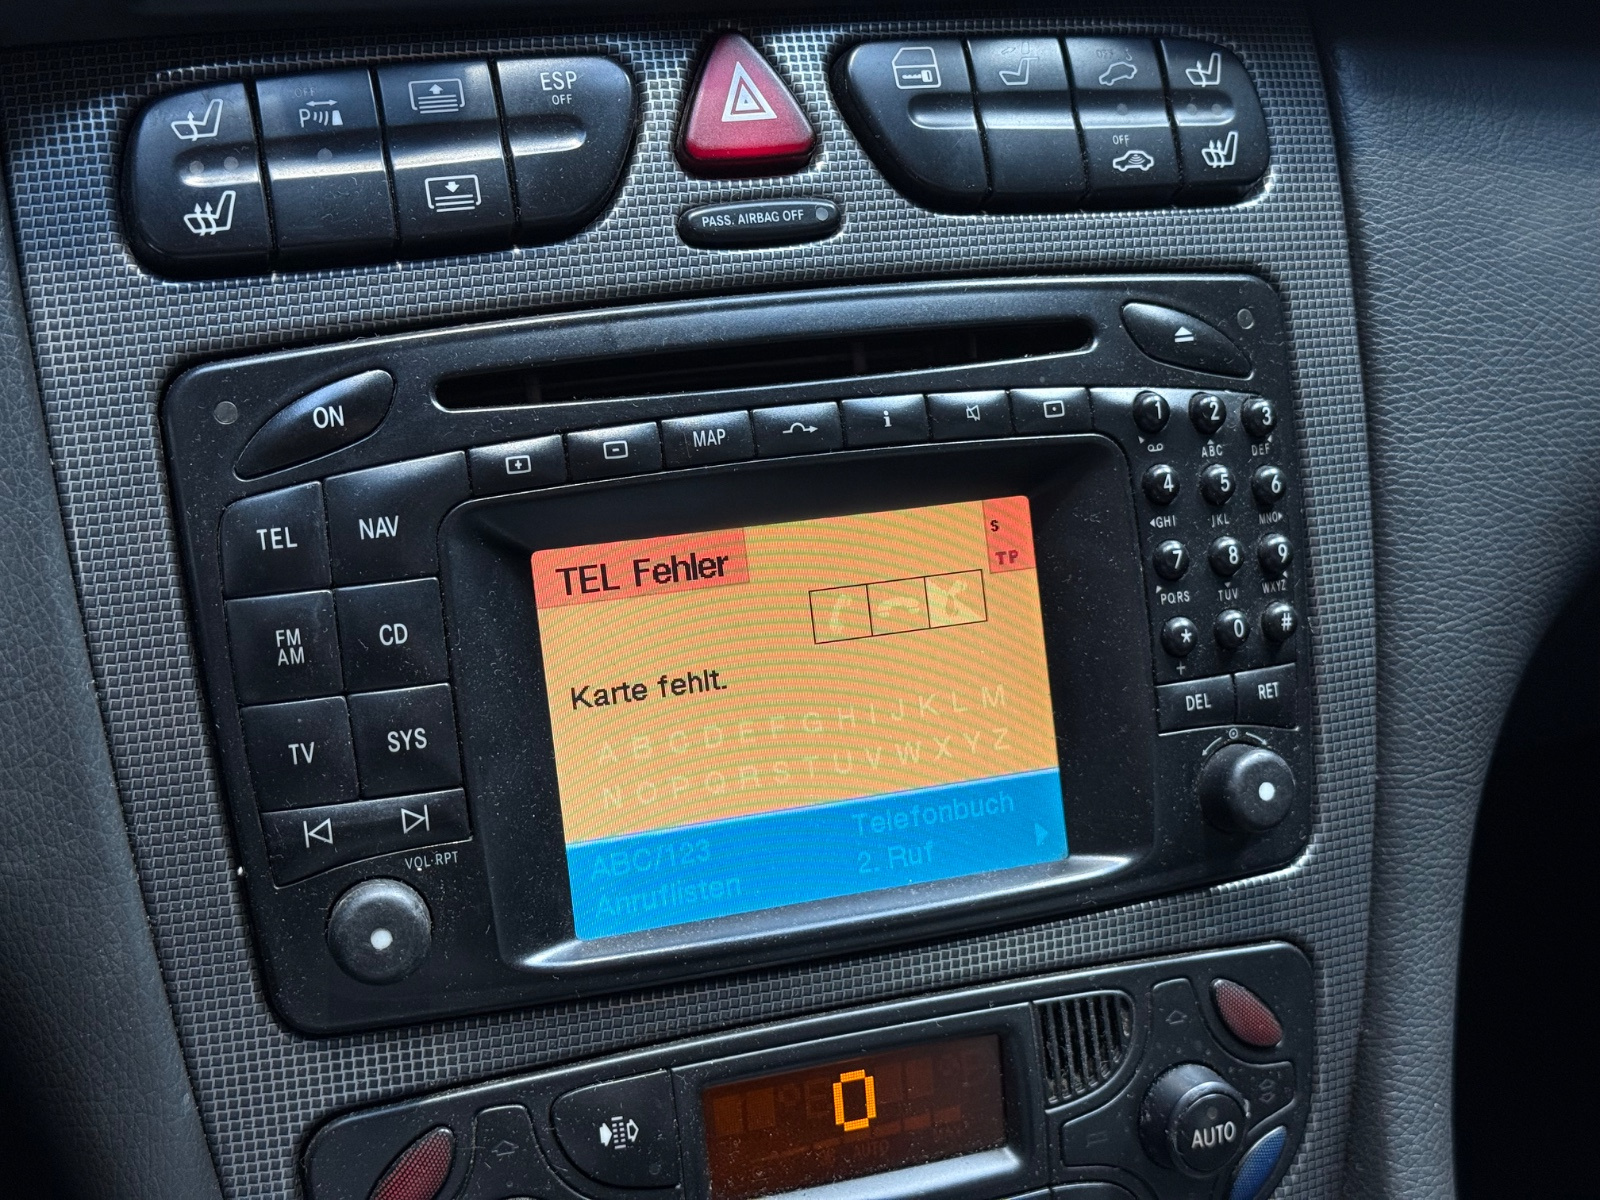 OFF
P
ESP
OFF
OFF
OFF
PASS. AIRBAG OFF
ON
MAP
i
1
2 ABC
3 DEF
TEL
NAV
4 GHI
5 JKL
6 MNO
FM
AM
CD
7 PQRS
8 TUV
9 WXYZ
*
0
#
+
TV
SYS
DEL
RET
VOL·RPT
TEL Fehler
S
TP
Karte fehlt.
A B C D E F G H I J K L M
N O P Q R S T U V W X Y Z
ABC/123
Telefonbuch
Anruflisten
2. Ruf
0
AUTO